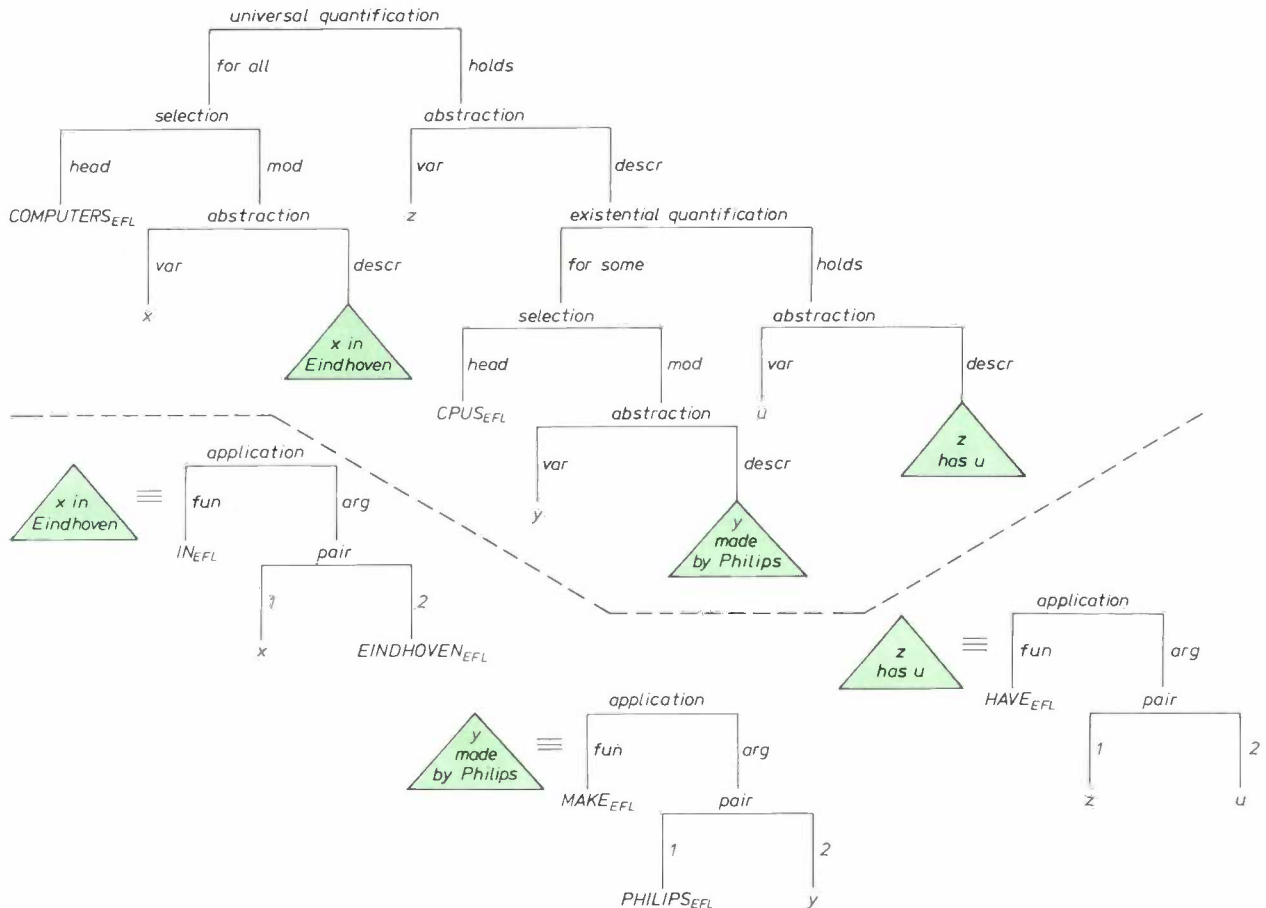 universal quantification
for all holds
selection abstraction
head mod var descr
COMPUTERS_EFL abstraction z existential quantification
var descr for some holds
x x in selection abstraction
Eindhoven head mod var descr
CPUS_EFL abstraction u z
has u
application var descr
x in ≡ fun arg y y
Eindhoven made
by Philips
IN_EFL pair
1 2 application
x EINDHOVEN_EFL z ≡ fun arg
has u
HAVE_EFL pair
application 1 2
y ≡ fun arg z u
made
by Philips
MAKE_EFL pair
1 2
PHILIPS_EFL y